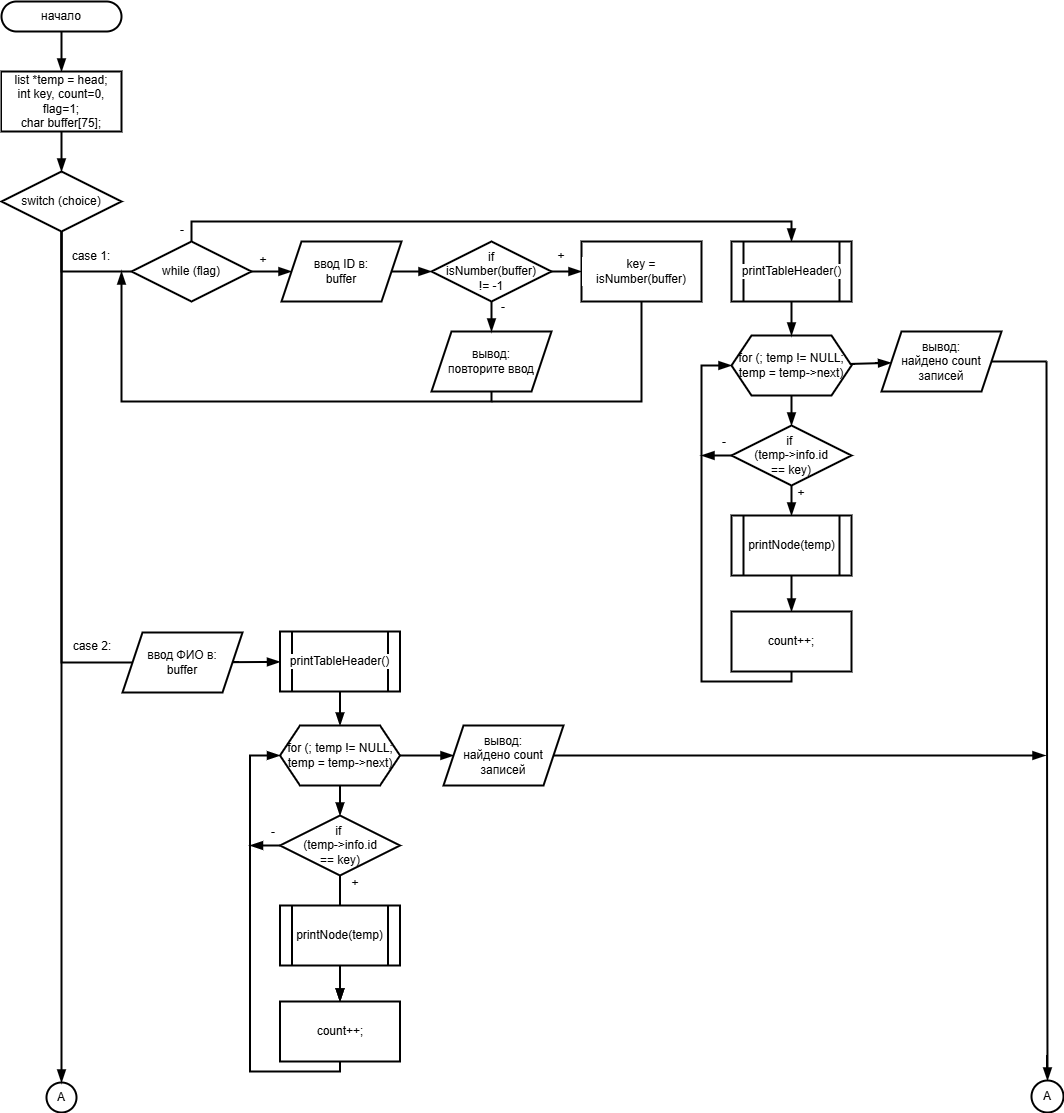 начало
list *temp = head;
int key, count=0,
flag=1;
char buffer[75];
switch (choice)
case 1:
-
while (flag)
+
ввод ID в:
buffer
if
isNumber(buffer)
!= -1
+
key =
isNumber(buffer)
-
вывод:
повторите ввод
printTableHeader()
for (; temp != NULL;
temp = temp->next)
вывод:
найдено count
записей
if
(temp->info.id
== key)
-
+
printNode(temp)
count++;
case 2:
ввод ФИО в:
buffer
printTableHeader()
for (; temp != NULL;
temp = temp->next)
вывод:
найдено count
записей
if
(temp->info.id
== key)
-
+
printNode(temp)
count++;
A
A